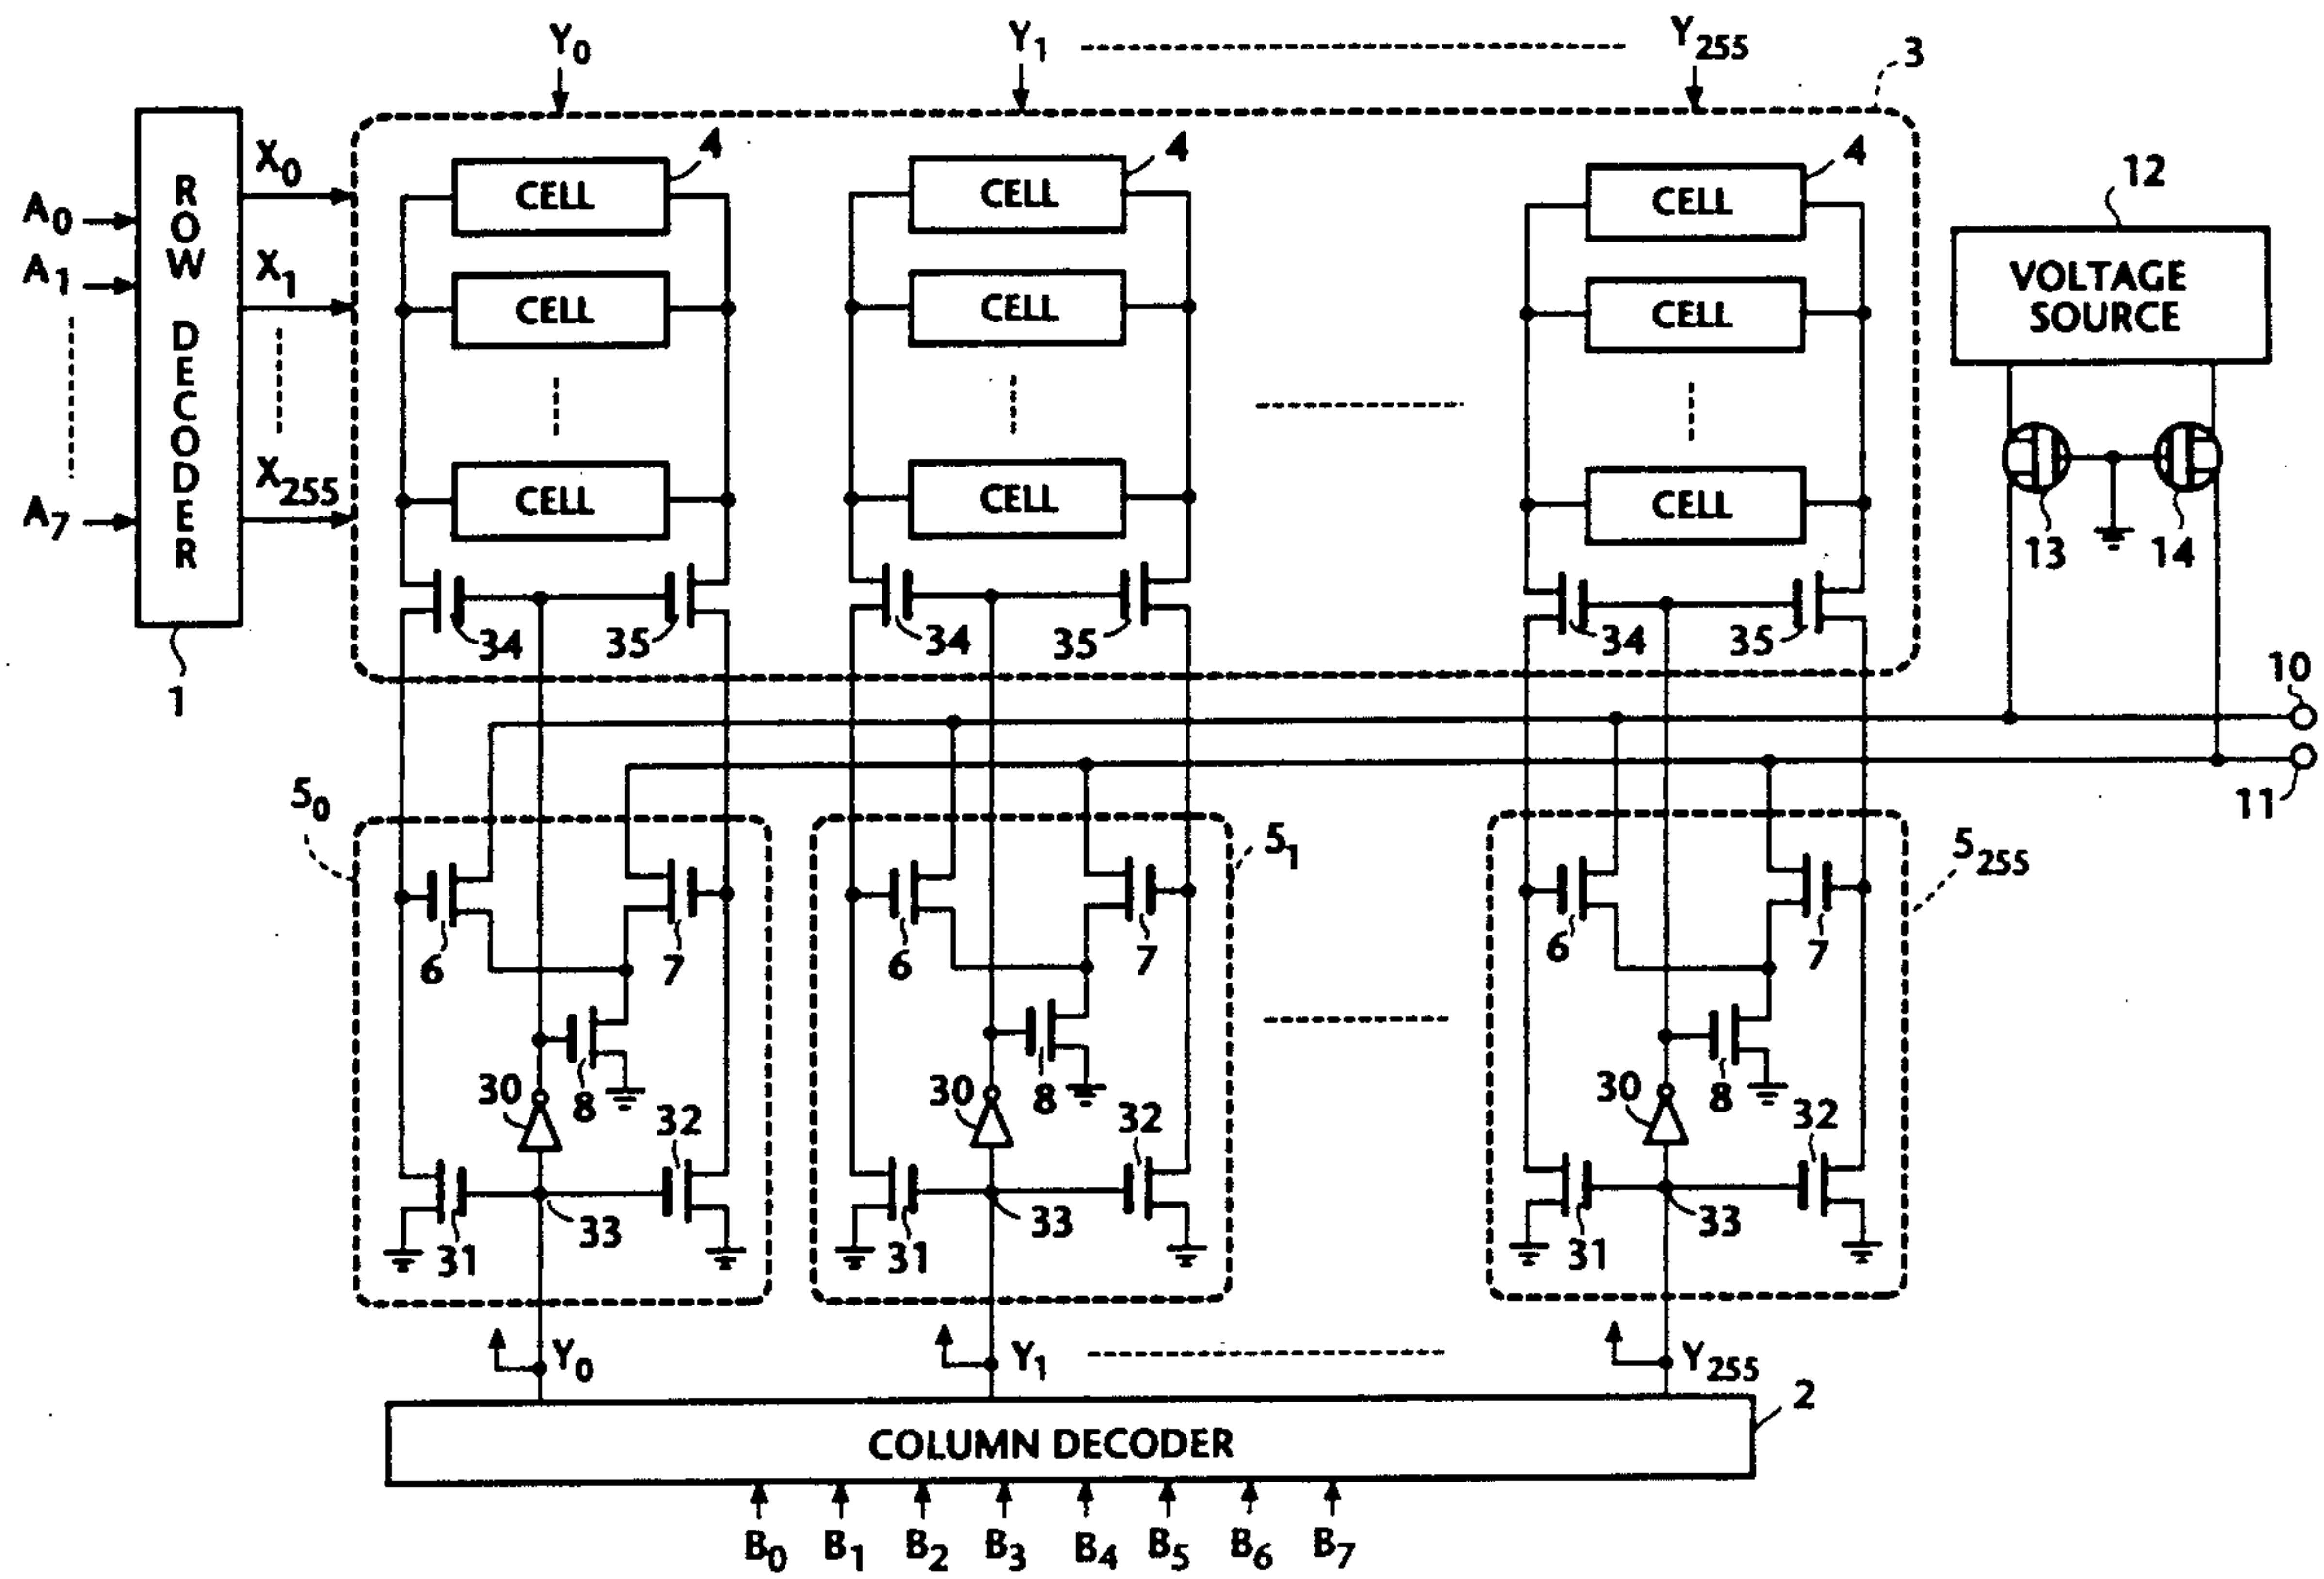 Y0 Y1 Y255
3
ROW DECODER
A0
A1
A7
X0
X1
X255
1
4 4 4
CELL CELL CELL
CELL CELL CELL
CELL CELL CELL
34 35 34 35 34 35
12
VOLTAGE
SOURCE
13 14
10
11
50 51 5255
6 7 6 7 6 7
30 8 32 30 8 32 30 8 32
31 33 31 33 31 33
Y0 Y1 Y255
2
COLUMN DECODER
B0 B1 B2 B3 B4 B5 B6 B7